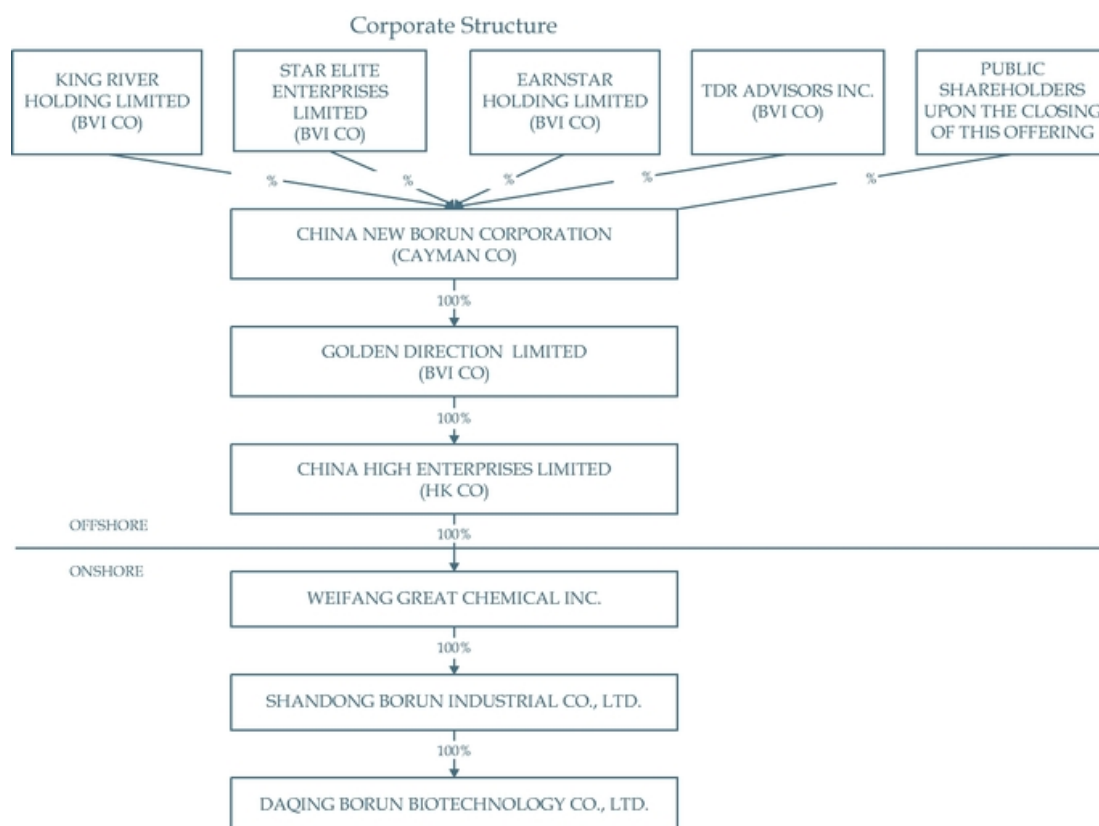 Corporate Structure
KING RIVER
HOLDING LIMITED
(BVI CO)
STAR ELITE
ENTERPRISES
LIMITED
(BVI CO)
EARNSTAR
HOLDING LIMITED
(BVI CO)
TDR ADVISORS INC.
(BVI CO)
PUBLIC
SHAREHOLDERS
UPON THE CLOSING
OF THIS OFFERING
%
%
%
%
%
CHINA NEW BORUN CORPORATION
(CAYMAN CO)
100%
GOLDEN DIRECTION LIMITED
(BVI CO)
100%
CHINA HIGH ENTERPRISES LIMITED
(HK CO)
OFFSHORE
100%
ONSHORE
WEIFANG GREAT CHEMICAL INC.
100%
SHANDONG BORUN INDUSTRIAL CO., LTD.
100%
DAQING BORUN BIOTECHNOLOGY CO., LTD.